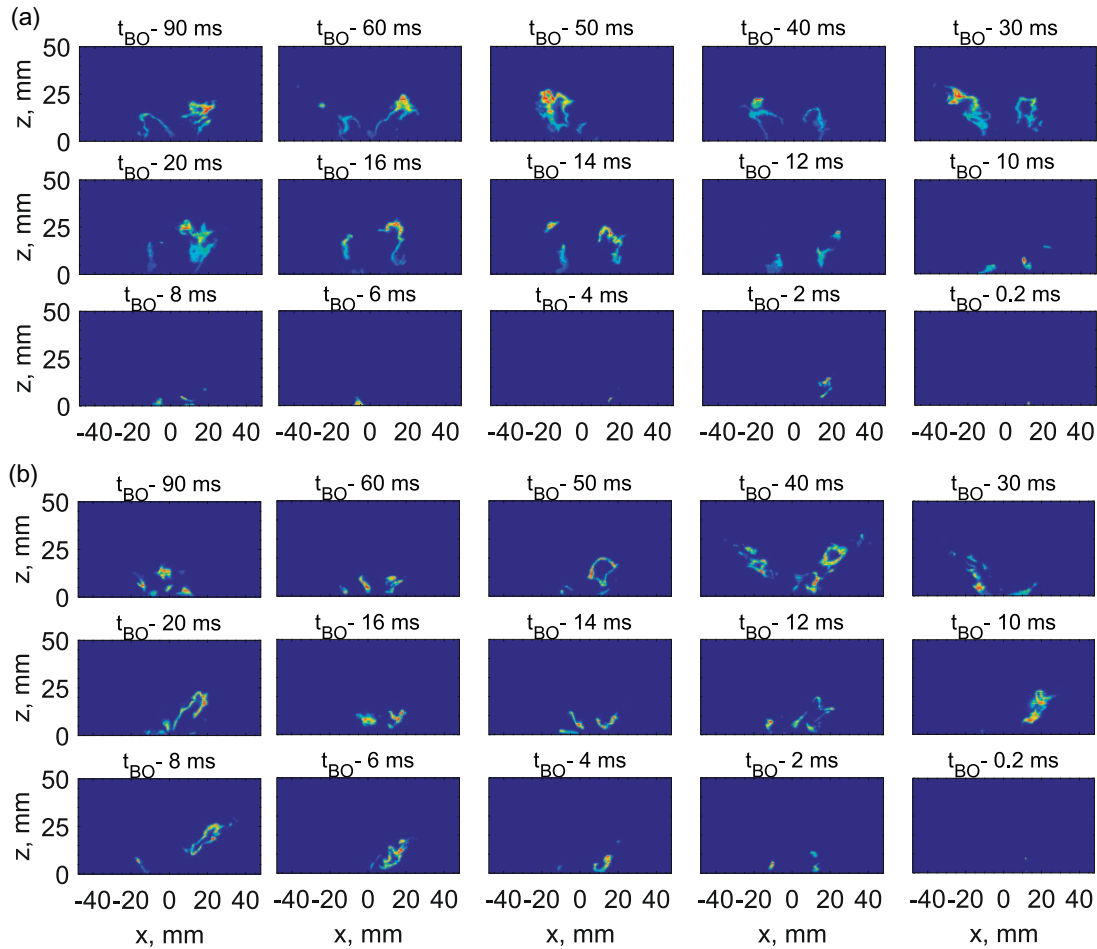 (a)
t_BO- 90 ms t_BO- 60 ms t_BO- 50 ms t_BO- 40 ms t_BO- 30 ms
50
25
0
z, mm
t_BO- 20 ms t_BO- 16 ms t_BO- 14 ms t_BO- 12 ms t_BO- 10 ms
50
25
0
z, mm
t_BO- 8 ms t_BO- 6 ms t_BO- 4 ms t_BO- 2 ms t_BO- 0.2 ms
50
25
0
z, mm
-40 -20 0 20 40 -40 -20 0 20 40 -40 -20 0 20 40 -40 -20 0 20 40 -40 -20 0 20 40
(b)
t_BO- 90 ms t_BO- 60 ms t_BO- 50 ms t_BO- 40 ms t_BO- 30 ms
50
25
0
z, mm
t_BO- 20 ms t_BO- 16 ms t_BO- 14 ms t_BO- 12 ms t_BO- 10 ms
50
25
0
z, mm
t_BO- 8 ms t_BO- 6 ms t_BO- 4 ms t_BO- 2 ms t_BO- 0.2 ms
50
25
0
z, mm
-40 -20 0 20 40 -40 -20 0 20 40 -40 -20 0 20 40 -40 -20 0 20 40 -40 -20 0 20 40
x, mm x, mm x, mm x, mm x, mm